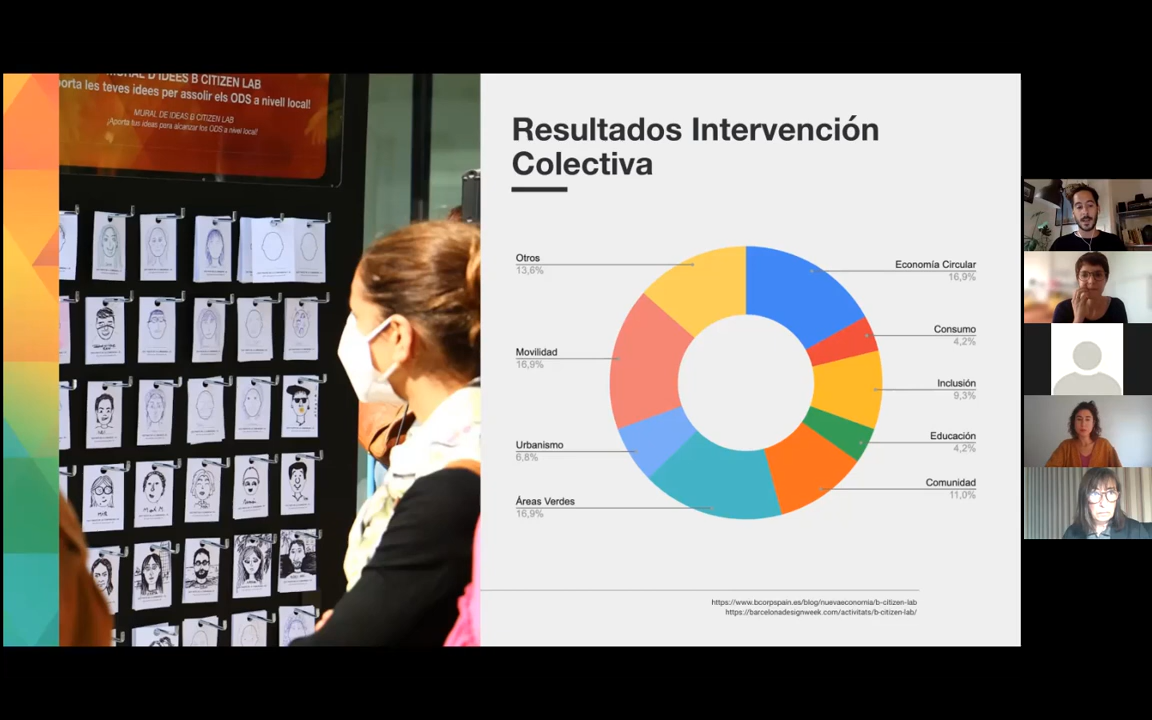 MURAL D'IDEES B CITIZEN LAB
porta les teves idees per assolir els ODS a nivell local!
MURAL DE IDEAS B CITIZEN LAB
¡Aporta tus ideas para alcanzar los ODS a nivel local!
Resultados Intervención
Colectiva
Otros
13,6%
Movilidad
16,9%
Urbanismo
6,8%
Áreas Verdes
16,9%
Economía Circular
16,9%
Consumo
4,2%
Inclusión
9,3%
Educación
4,2%
Comunidad
11,0%
https://www.bcorpspain.es/blog/nuevaeconomia/b-citizen-lab
https://barcelonadesignweek.com/activitats/b-citizen-lab/